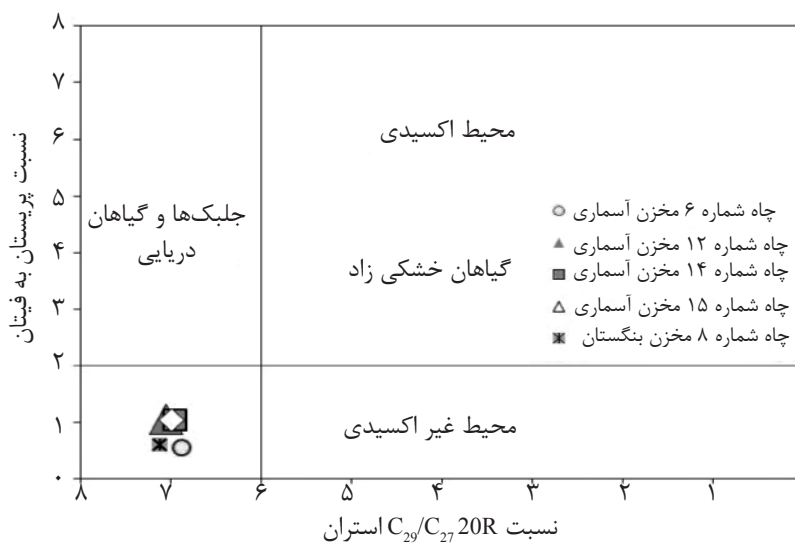 نسبت پریستان به فیتان
۸
۷
۶
۵
۴
۳
۲
۱
۰
محیط اکسیدی
جلبک‌ها و گیاهان
دریایی
گیاهان خشکی زاد
محیط غیر اکسیدی
چاه شماره ۶ مخزن آسماری
چاه شماره ۱۲ مخزن آسماری
چاه شماره ۱۴ مخزن آسماری
چاه شماره ۱۵ مخزن آسماری
چاه شماره ۸ مخزن بنگستان
۸ ۷ ۶ ۵ ۴ ۳ ۲ ۱
نسبت C₂₉/C₂₇ 20R استران